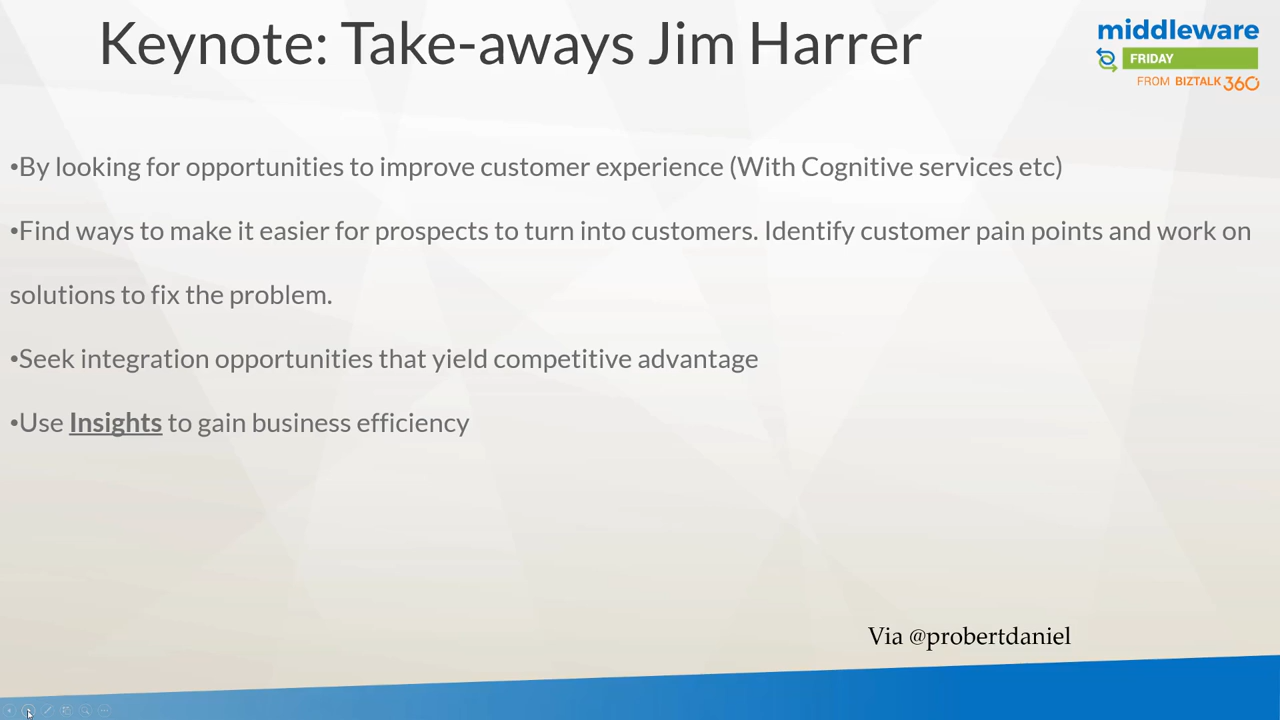 Keynote: Take-aways Jim Harrer
middleware
FRIDAY
FROM BIZTALK 360
•By looking for opportunities to improve customer experience (With Cognitive services etc)
•Find ways to make it easier for prospects to turn into customers. Identify customer pain points and work on
solutions to fix the problem.
•Seek integration opportunities that yield competitive advantage
•Use Insights to gain business efficiency
Via @probertdaniel